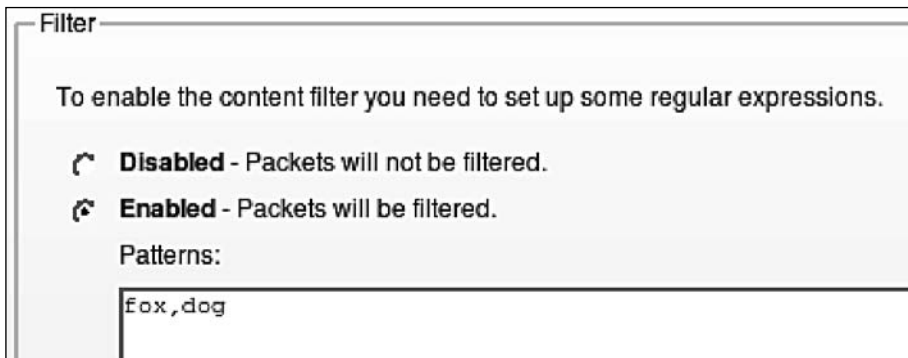 Filter
To enable the content filter you need to set up some regular expressions.
Disabled - Packets will not be filtered.
Enabled - Packets will be filtered.
Patterns:
fox,dog